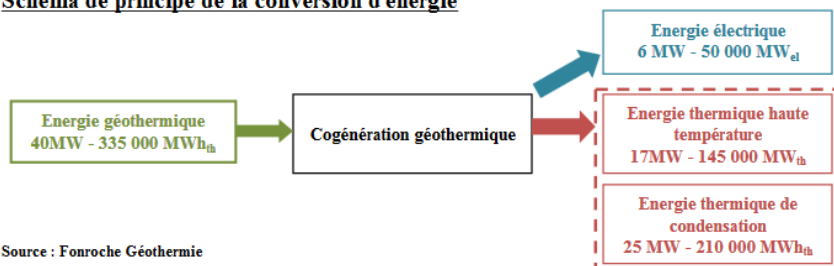 Schéma de principe de la conversion d'énergie
Energie électrique
6 MW - 50 000 MWel
Energie géothermique
40MW - 335 000 MWhth
Cogénération géothermique
Energie thermique haute
température
17MW - 145 000 MWth
Energie thermique de
condensation
25 MW - 210 000 MWhth
Source : Fonroche Géothermie